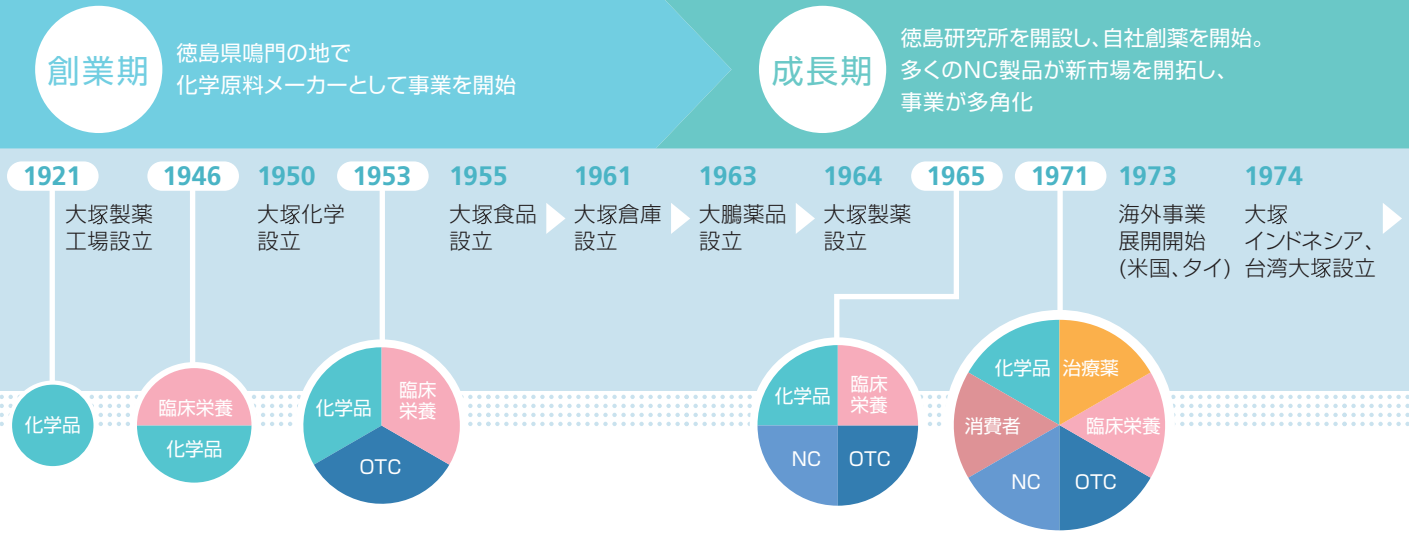 創業期
徳島県鳴門の地で
化学原料メーカーとして事業を開始
成長期
徳島研究所を開設し、自社創薬を開始。
多くのNC製品が新市場を開拓し、
事業が多角化
1921
大塚製薬
工場設立
1946
1950
大塚化学
設立
1953
1955
大塚食品
設立
1961
大塚倉庫
設立
1963
大鵬薬品
設立
1964
大塚製薬
設立
1965
1971
1973
海外事業
展開開始
(米国、タイ)
1974
大塚
インドネシア、
台湾大塚設立
化学品
臨床栄養
化学品
化学品
臨床
栄養
OTC
化学品
臨床
栄養
NC
OTC
化学品
治療薬
消費者
臨床栄養
NC
OTC